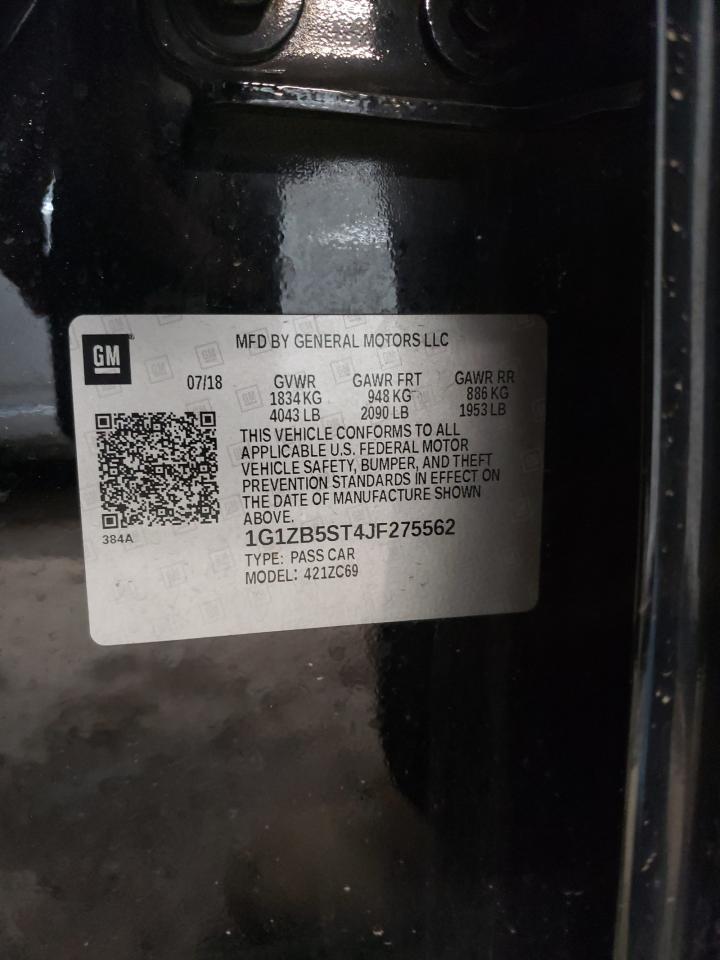 GM
MFD BY GENERAL MOTORS LLC
07/18 GVWR GAWR FRT GAWR RR
1834 KG 948 KG 886 KG
4043 LB 2090 LB 1953 LB
THIS VEHICLE CONFORMS TO ALL
APPLICABLE U.S. FEDERAL MOTOR
VEHICLE SAFETY, BUMPER, AND THEFT
PREVENTION STANDARDS IN EFFECT ON
THE DATE OF MANUFACTURE SHOWN
ABOVE.
384A
1G1ZB5ST4JF275562
TYPE: PASS CAR
MODEL: 421ZC69